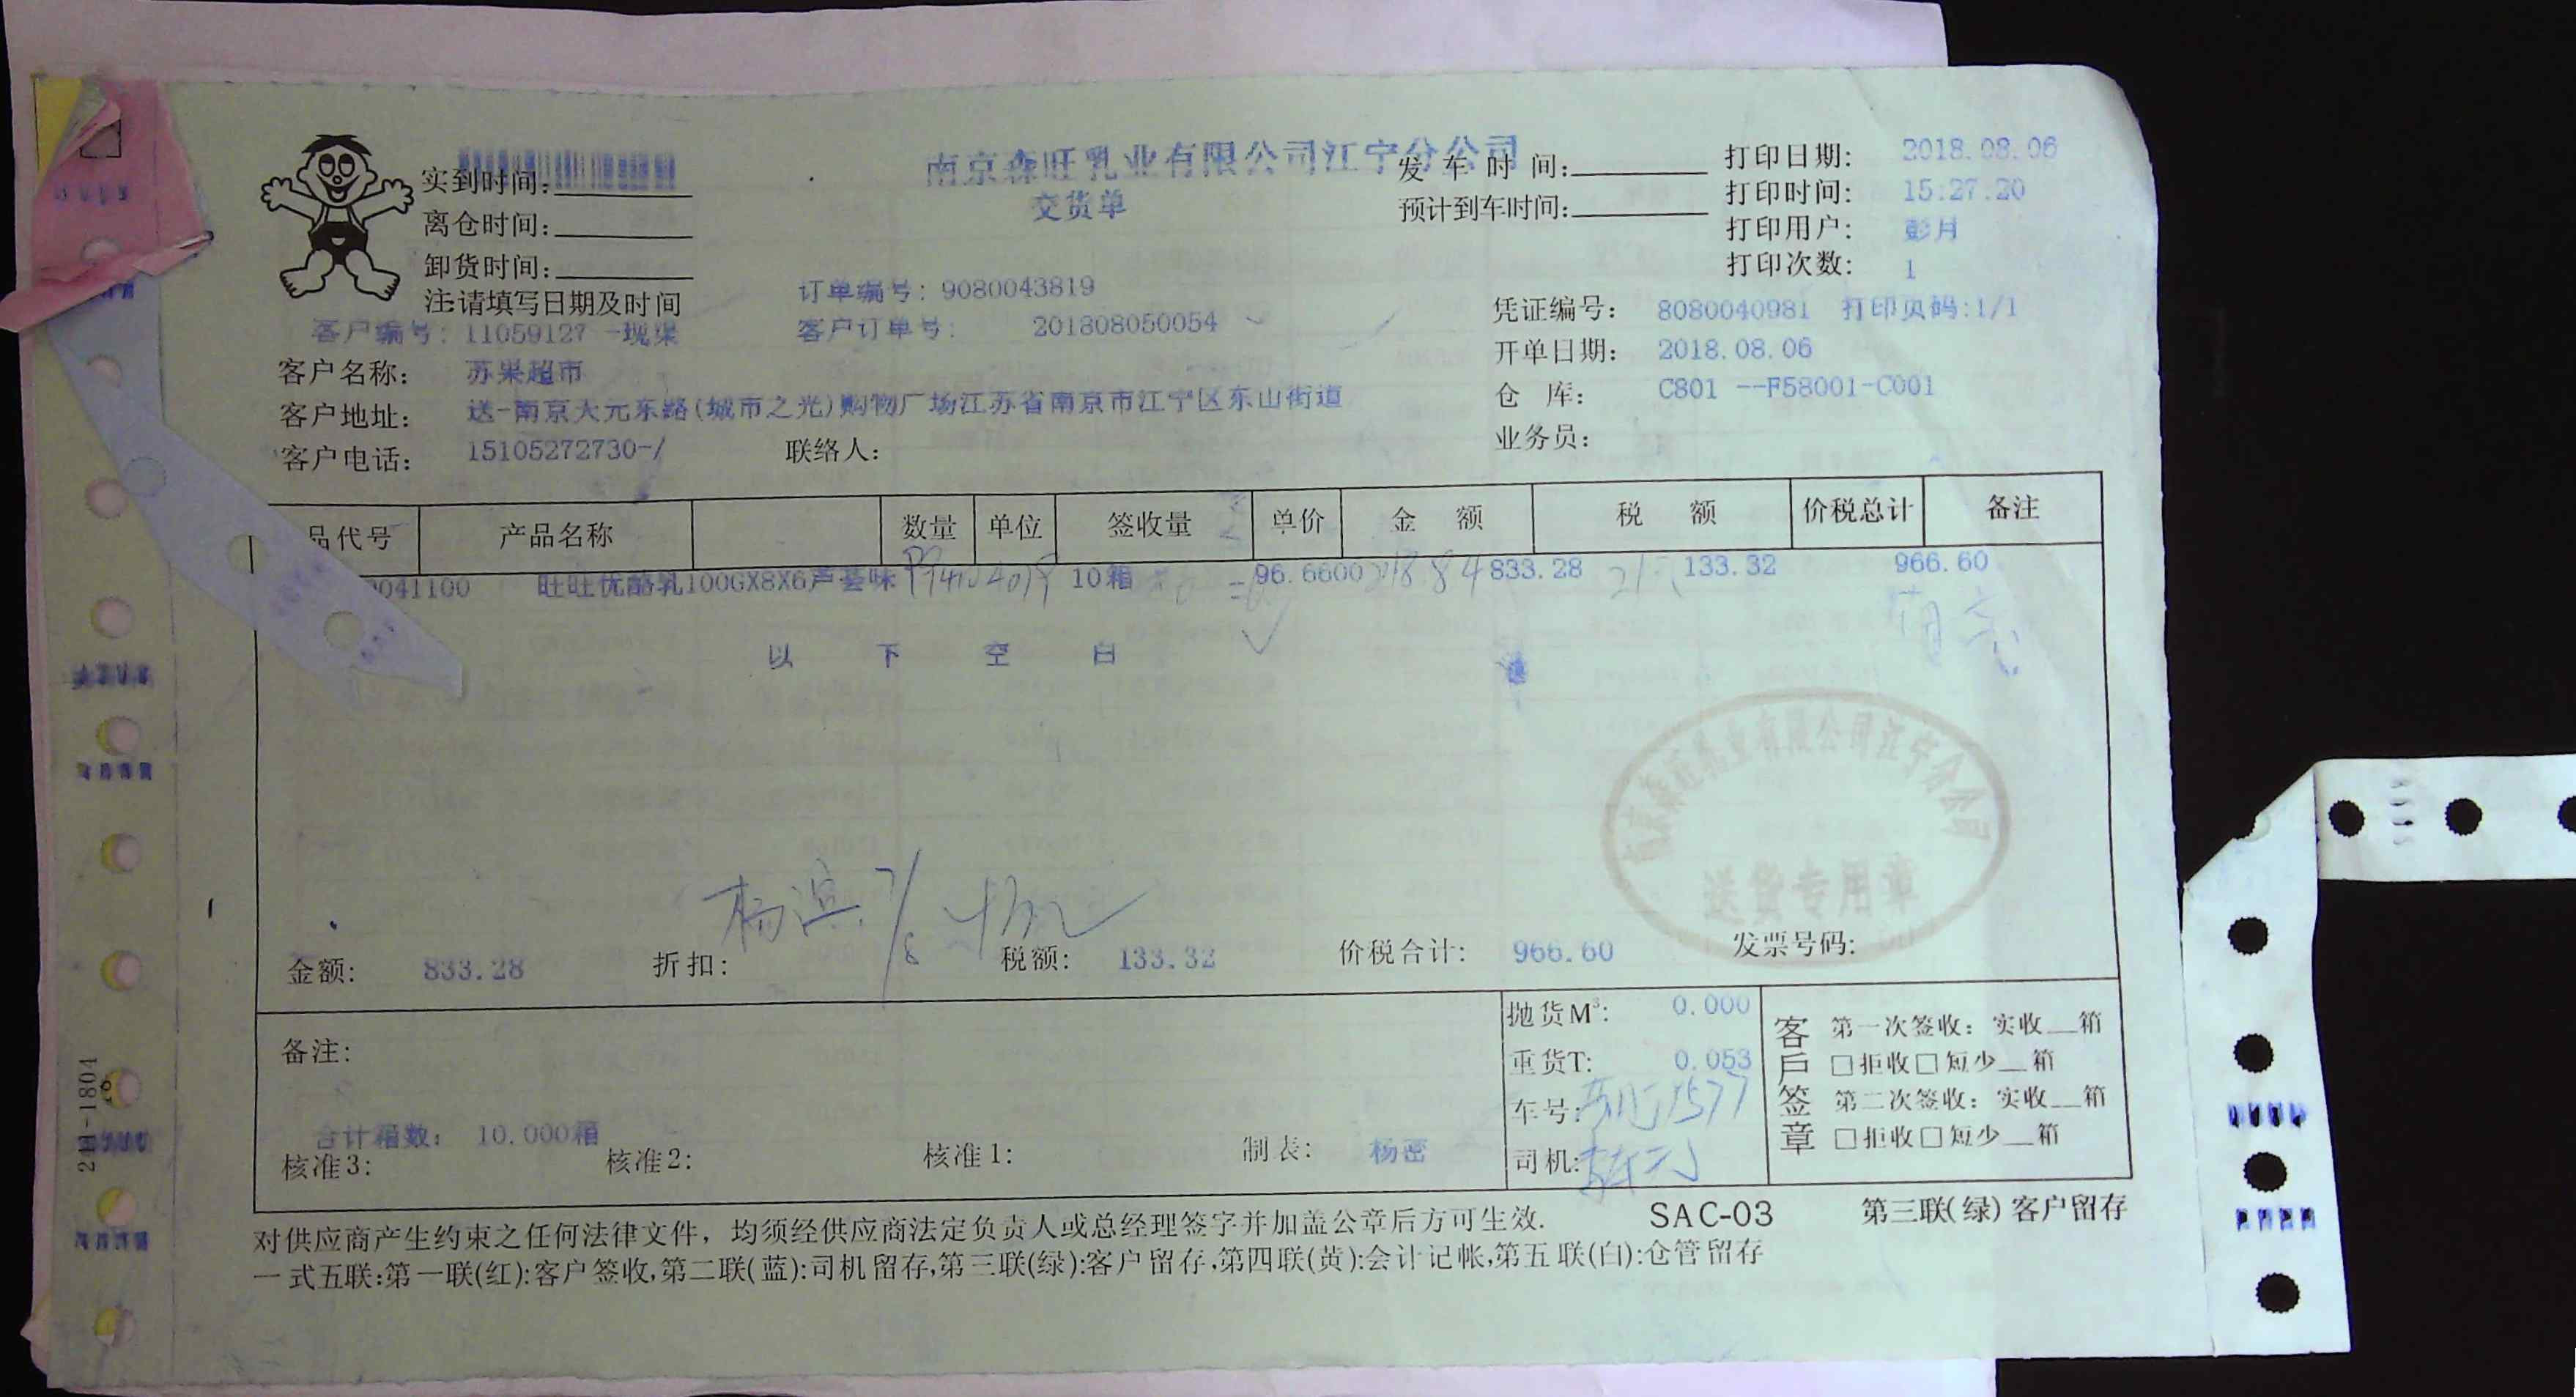 南京森旺乳业有限公司江宁分公司
交货单
实到时间:
离仓时间:
卸货时间:
注:请填写日期及时间
发车时间:
预计到车时间:
打印日期: 2018.08.06
打印时间: 15:27:20
打印用户: 彭月
打印次数: 1
订单编号: 9080043819
客户编号: 11059127 -现渠
客户订单号: 201808050054
凭证编号: 8080040981 打印页码:1/1
客户名称: 苏果超市
开单日期: 2018.08.06
客户地址: 送-南京大元东路(城市之光)购物广场江苏省南京市江宁区东山街道
仓 库: C801 --F58001-C001
客户电话: 15105272730-/ 联络人:
业务员:
品代号 产品名称 数量 单位 签收量 单价 金 额 税 额 价税总计 备注
0041100 旺旺优酪乳100GX8X6芦荟味 10箱 96.6600 833.28 133.32 966.60
以 下 空 白
南京森旺乳业有限公司江宁分公司
送货专用章
杨滨 7/8
金额: 833.28 折扣: 税额: 133.32 价税合计: 966.60 发票号码:
备注:
合计箱数: 10.000箱
核准3: 核准2: 核准1: 制表: 杨密
抛货M³: 0.000
重货T: 0.053
车号: 1577
司机:
客戶签章
第一次签收: 实收__箱
□拒收□短少__箱
第二次签收: 实收__箱
□拒收□短少__箱
对供应商产生约束之任何法律文件，均须经供应商法定负责人或总经理签字并加盖公章后方可生效.
SAC-03 第三联(绿) 客户留存
一式五联:第一联(红):客户签收,第二联(蓝):司机留存,第三联(绿):客户留存,第四联(黄):会计记帐,第五联(白):仓管留存